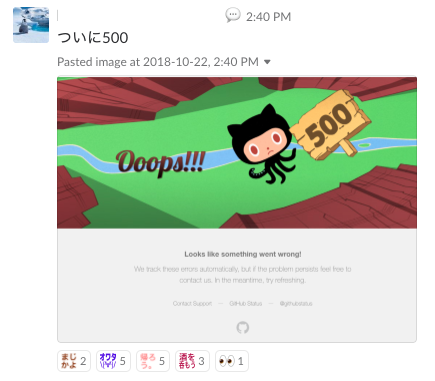 2:40 PM
ついに500
Pasted image at 2018-10-22, 2:40 PM
Ooops!!!
500
Looks like something went wrong!
We track these errors automatically, but if the problem persists feel free to
contact us. In the meantime, try refreshing.
Contact Support — GitHub Status — @githubstatus
まじかよ 2
オワタ \(^o^)/ 5
帰ろう。 5
酒を呑もう 3
1